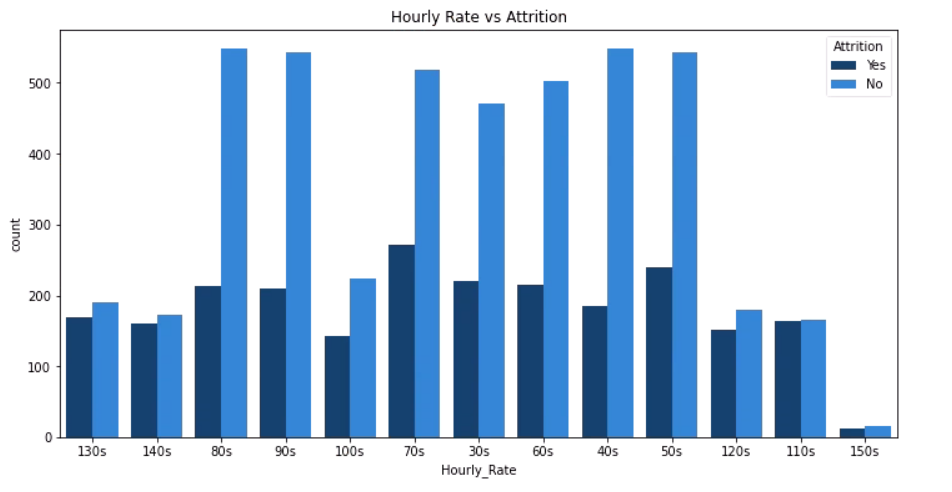 Hourly Rate vs Attrition
Attrition
Yes
No
500
400
300
200
100
0
count
130s 140s 80s 90s 100s 70s 30s 60s 40s 50s 120s 110s 150s
Hourly_Rate